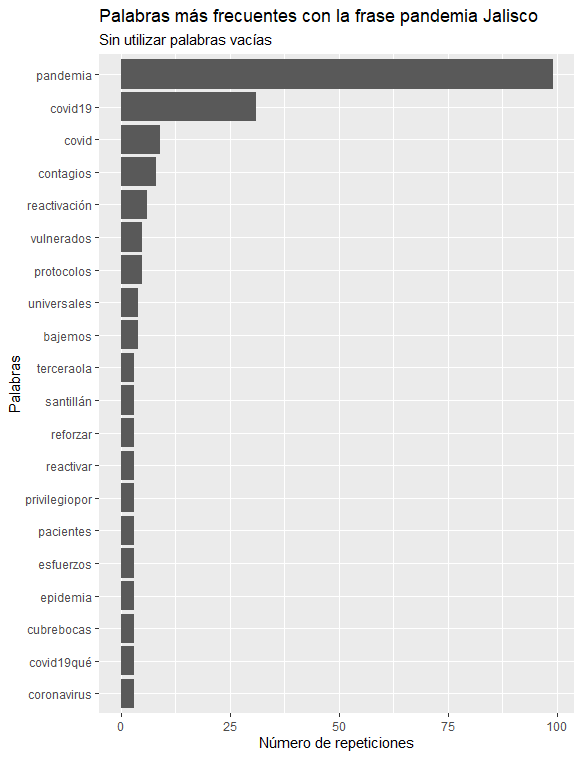 Palabras más frecuentes con la frase pandemia Jalisco
Sin utilizar palabras vacías
pandemia
covid19
covid
contagios
reactivación
vulnerados
protocolos
universales
bajemos
terceraola
santillán
reforzar
reactivar
privilegiopor
pacientes
esfuerzos
epidemia
cubrebocas
covid19qué
coronavirus
Palabras
0 25 50 75 100
Número de repeticiones